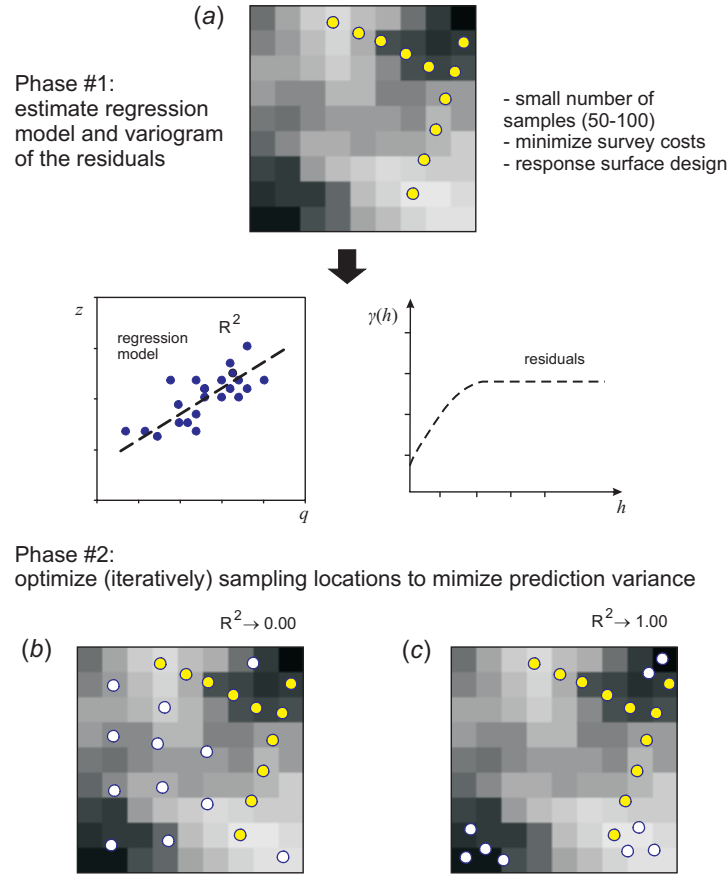 (a)
Phase #1:
estimate regression
model and variogram
of the residuals
- small number of
samples (50-100)
- minimize survey costs
- response surface design
z
R²
regression
model
q
γ(h)
residuals
h
Phase #2:
optimize (iteratively) sampling locations to mimize prediction variance
R² → 0.00
R² → 1.00
(b)
(c)